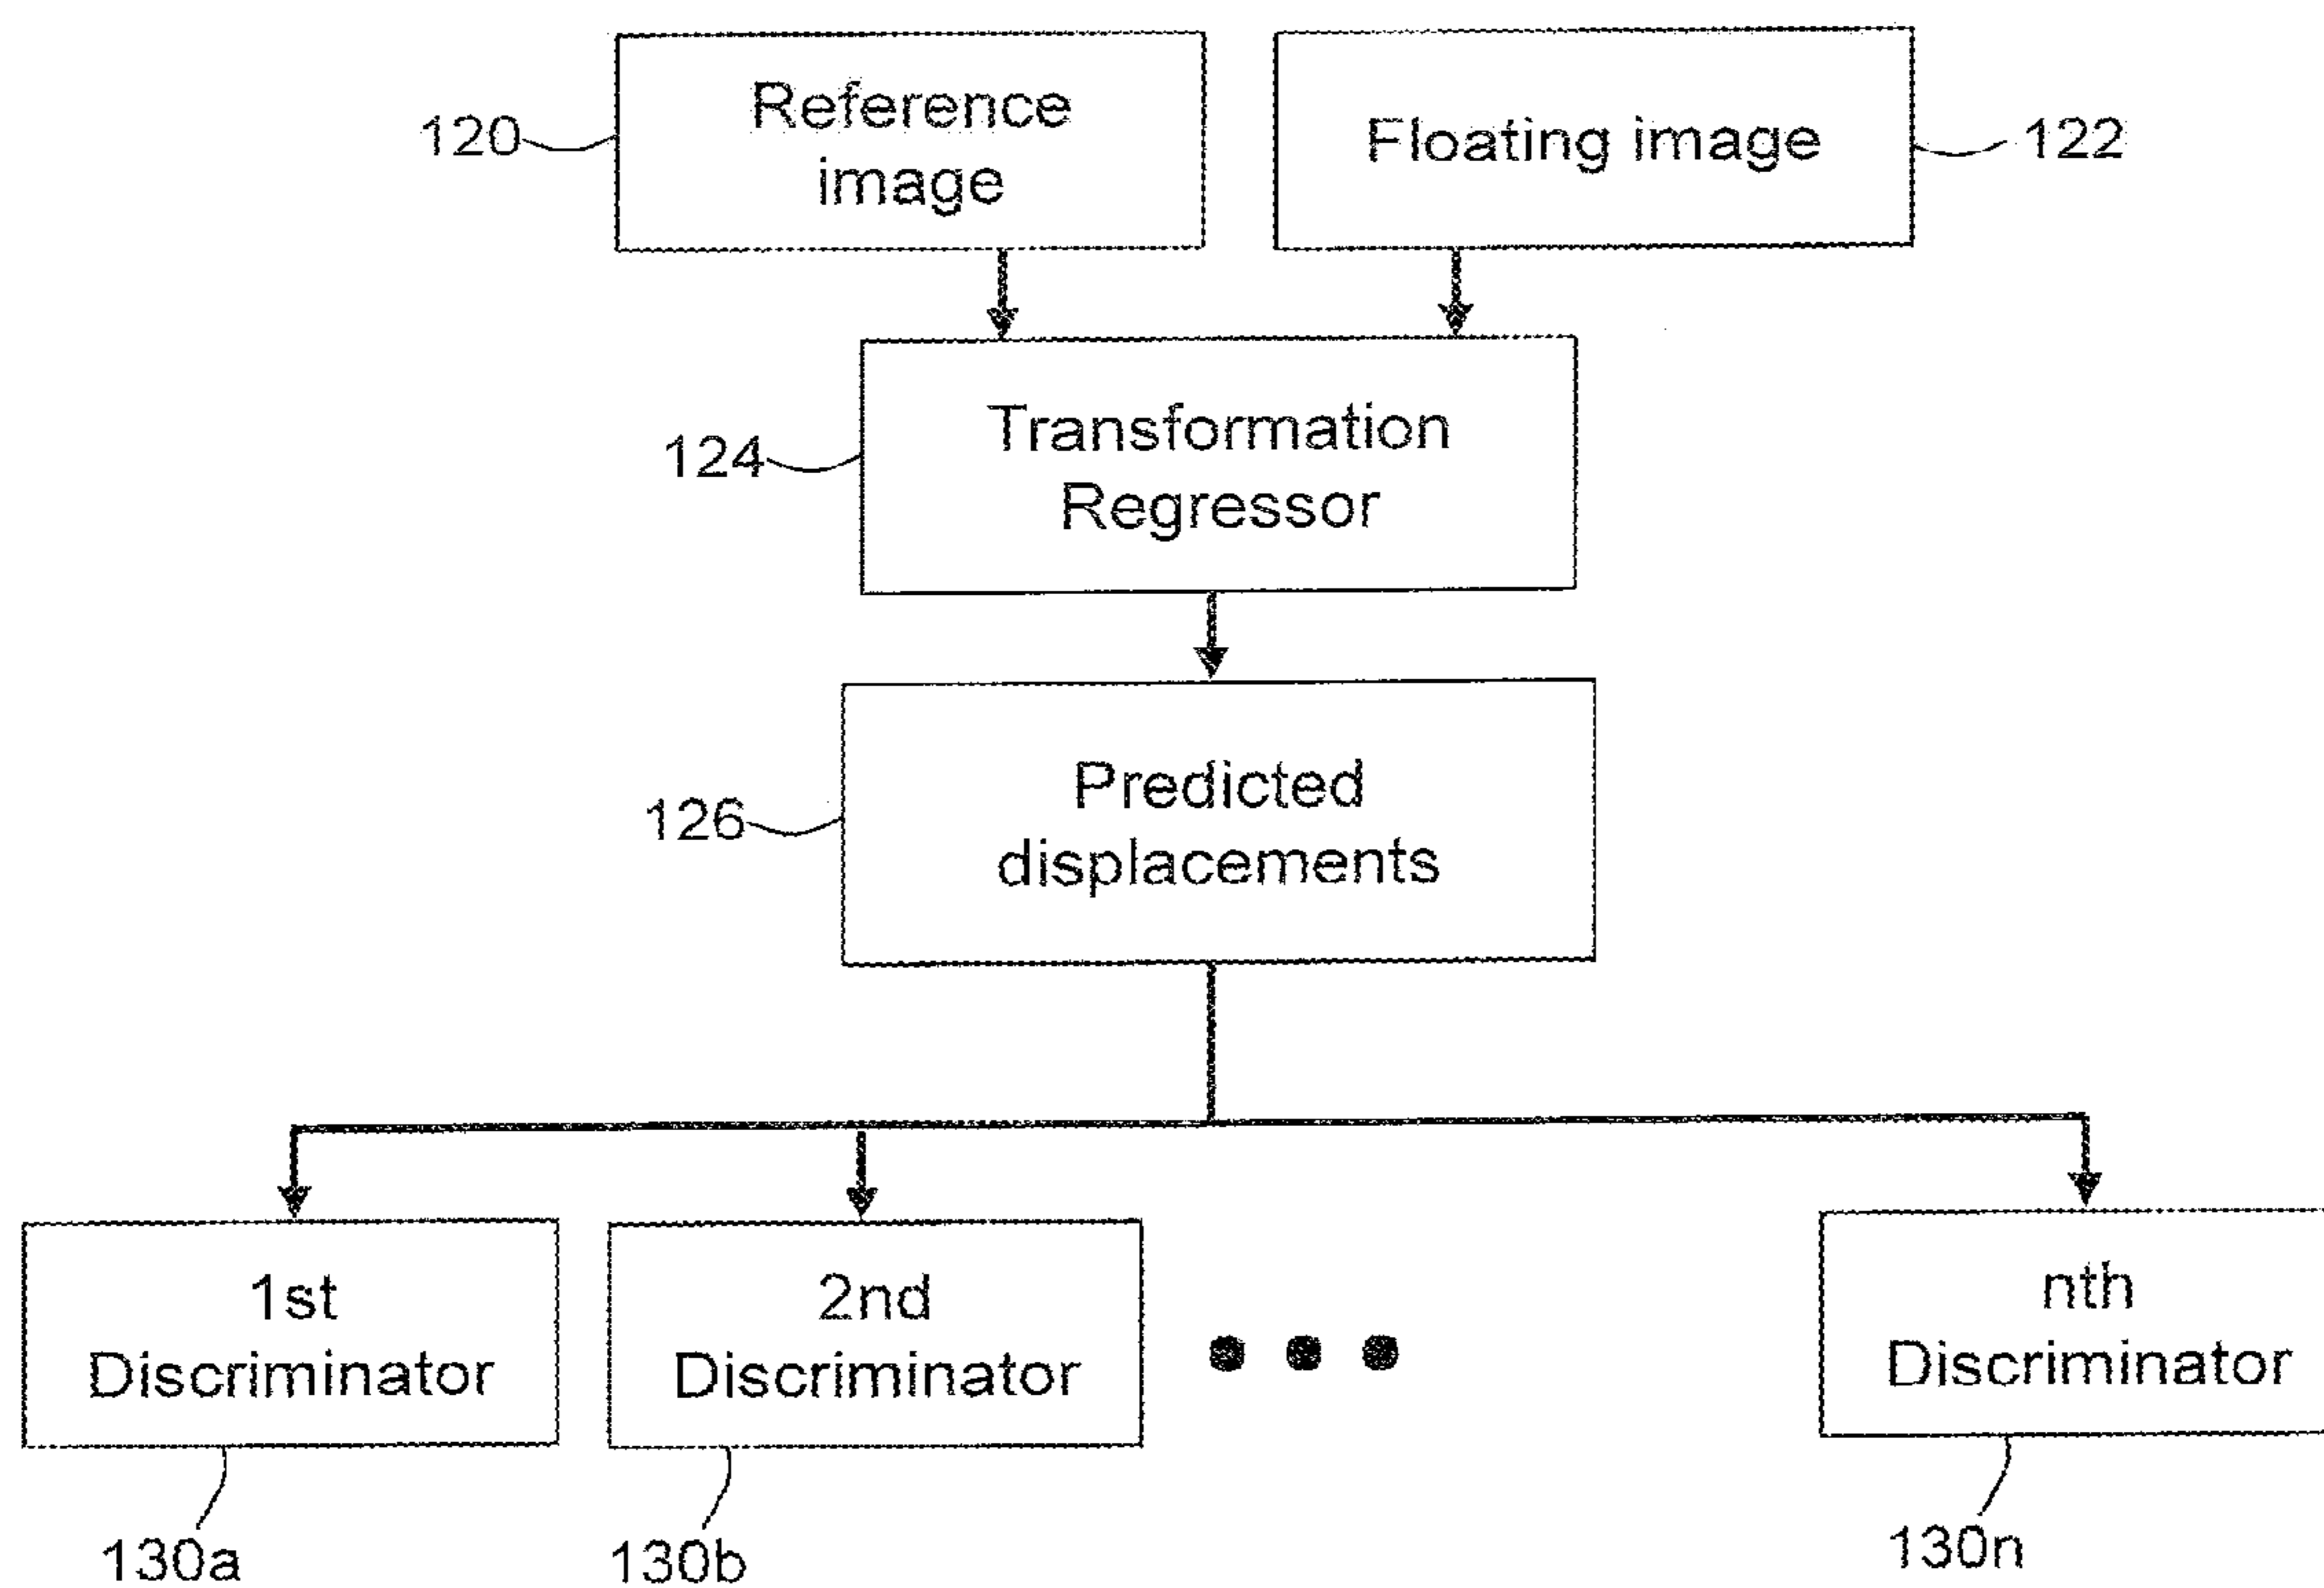 Reference
image
120
Floating image
122
Transformation
Regressor
124
Predicted
displacements
126
1st
Discriminator
2nd
Discriminator
nth
Discriminator
130a
130b
130n